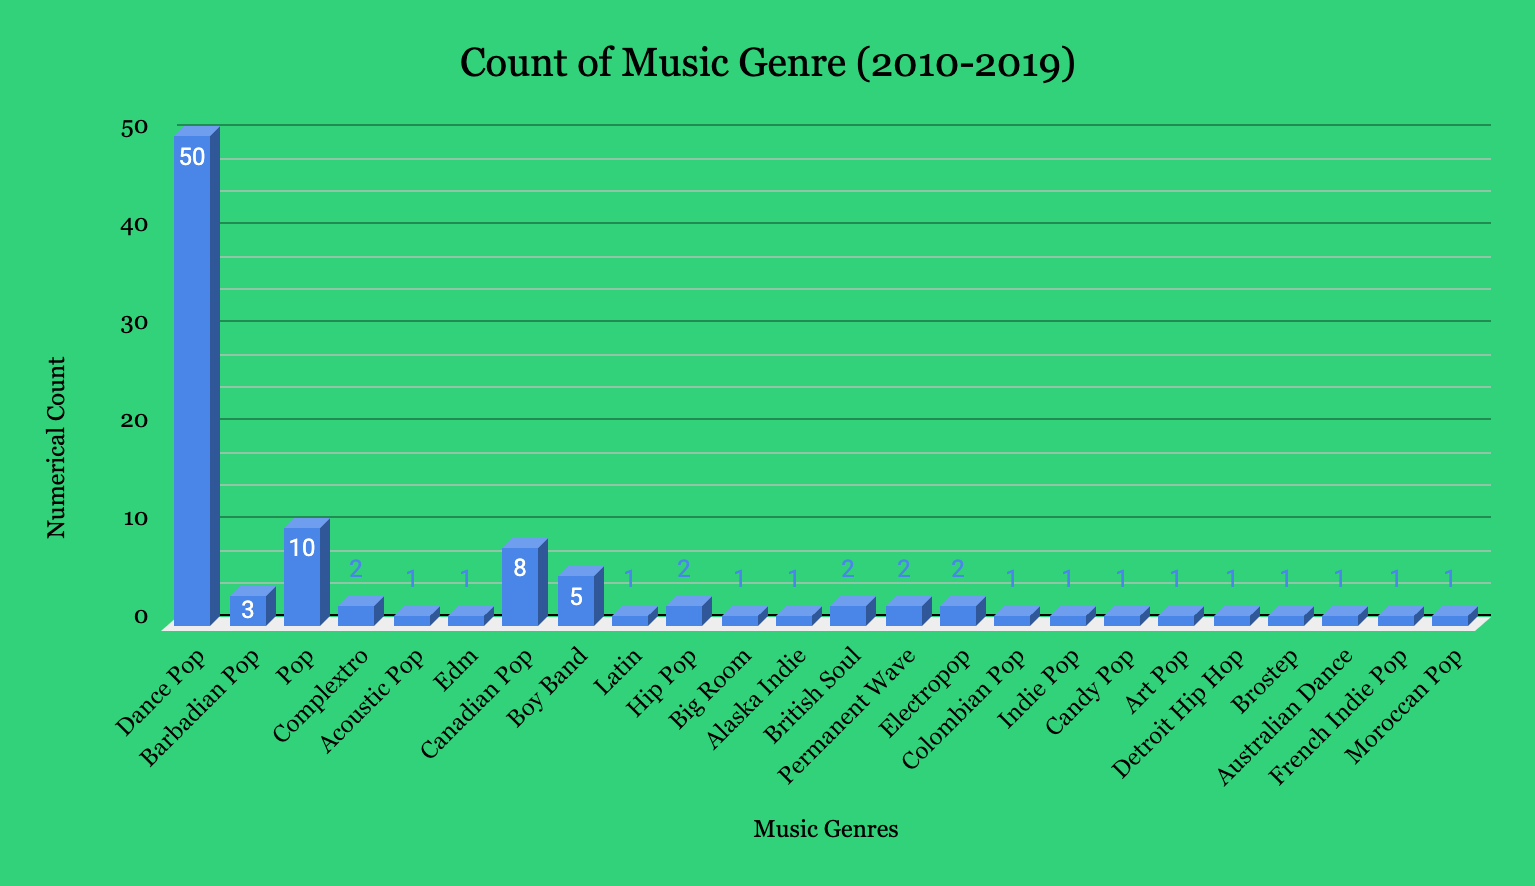 Count of Music Genre (2010-2019)
50
40
30
20
10
0
Numerical Count
50
3
10
2
1
1
8
5
1
2
1
1
2
2
2
1
1
1
1
1
1
1
1
1
Dance Pop
Barbadian Pop
Pop
Complextro
Acoustic Pop
Edm
Canadian Pop
Boy Band
Latin
Hip Pop
Big Room
Alaska Indie
British Soul
Permanent Wave
Electropop
Colombian Pop
Indie Pop
Candy Pop
Art Pop
Detroit Hip Hop
Brostep
Australian Dance
French Indie Pop
Moroccan Pop
Music Genres